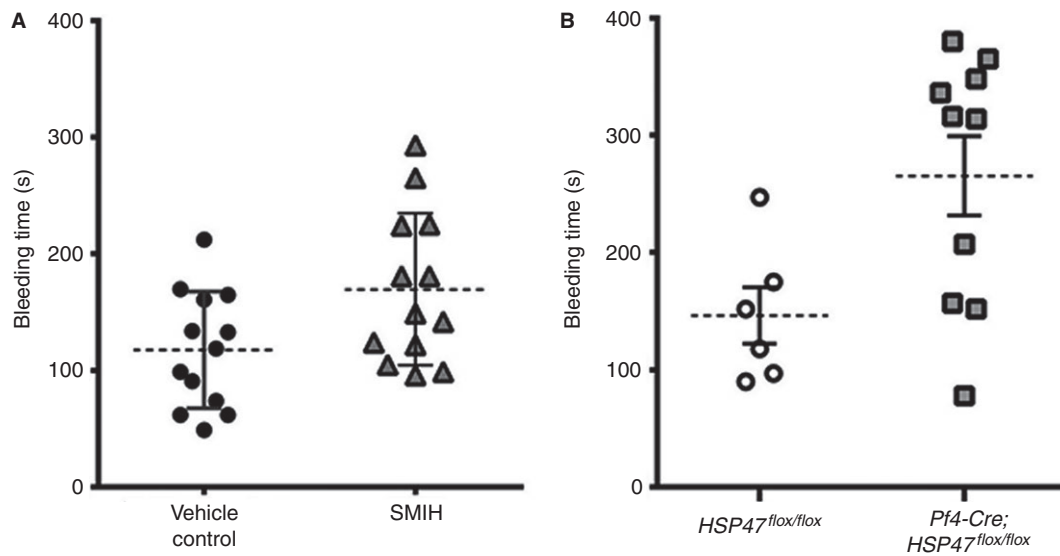 A
400
300
200
100
0
Bleeding time (s)
Vehicle
control
SMIH
B
400
300
200
100
0
Bleeding time (s)
HSP47flox/flox
Pf4-Cre;
HSP47flox/flox